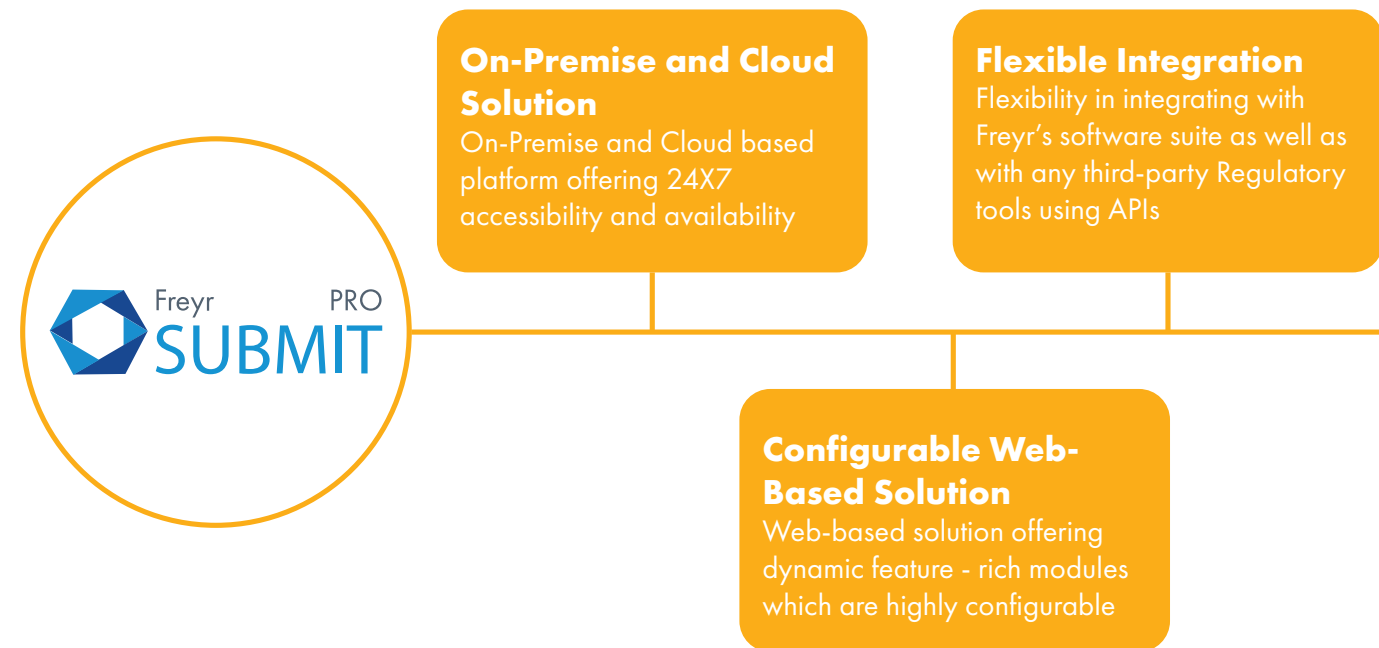 Freyr PRO
SUBMIT
On-Premise and Cloud
Solution
On-Premise and Cloud based
platform offering 24X7
accessibility and availability
Configurable Web-
Based Solution
Web-based solution offering
dynamic feature - rich modules
which are highly configurable
Flexible Integration
Flexibility in integrating with
Freyr’s software suite as well as
with any third-party Regulatory
tools using APIs